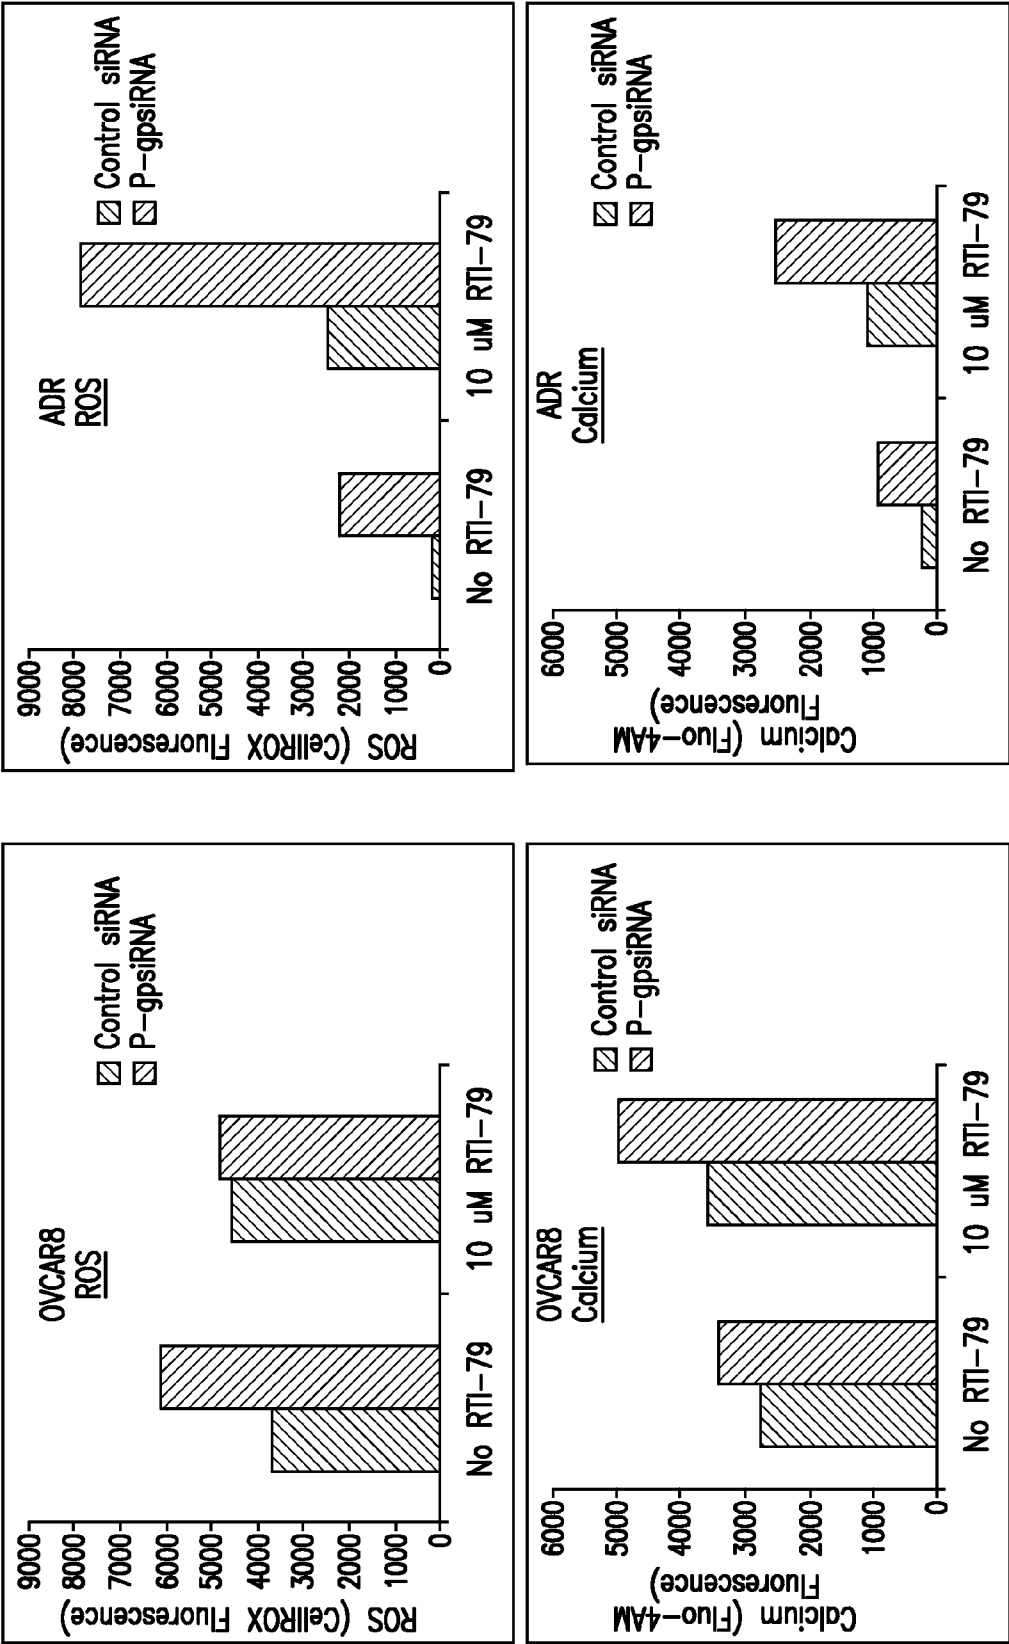 OVCAR8
ROS
ROS (CellROX Fluorescence)
9000
8000
7000
6000
5000
4000
3000
2000
1000
0
No RTI-79
10 uM RTI-79
Control siRNA
P-gpsiRNA
ADR
ROS
ROS (CellROX Fluorescence)
9000
8000
7000
6000
5000
4000
3000
2000
1000
0
No RTI-79
10 uM RTI-79
Control siRNA
P-gpsiRNA
OVCAR8
Calcium
Calcium (Fluo-4AM
Fluorescence)
6000
5000
4000
3000
2000
1000
0
No RTI-79
10 uM RTI-79
Control siRNA
P-gpsiRNA
ADR
Calcium
Calcium (Fluo-4AM
Fluorescence)
6000
5000
4000
3000
2000
1000
0
No RTI-79
10 uM RTI-79
Control siRNA
P-gpsiRNA